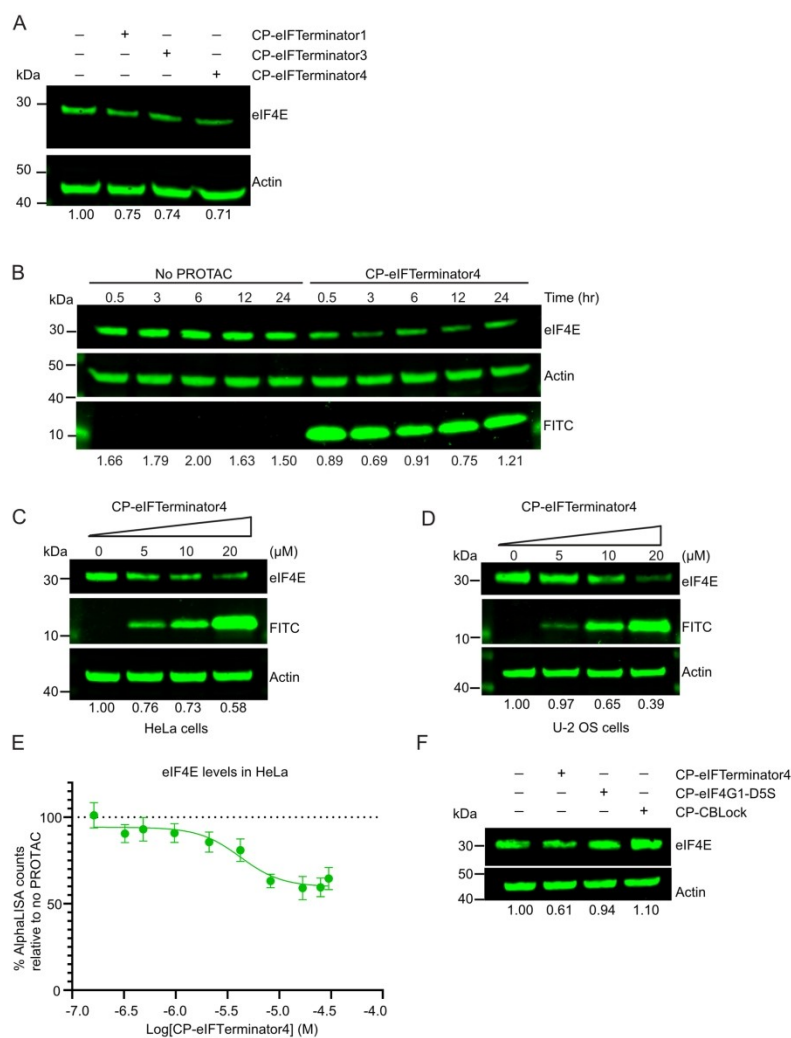 A
– + – – CP-eIFTerminator1
– – + – CP-eIFTerminator3
– – – + CP-eIFTerminator4
kDa
30
eIF4E
50
Actin
40
1.00 0.75 0.74 0.71
B
No PROTAC CP-eIFTerminator4
kDa 0.5 3 6 12 24 0.5 3 6 12 24 Time (hr)
30 eIF4E
50
Actin
40
FITC
10
1.66 1.79 2.00 1.63 1.50 0.89 0.69 0.91 0.75 1.21
C
CP-eIFTerminator4
kDa 0 5 10 20 (µM)
30 eIF4E
FITC
10
Actin
40
1.00 0.76 0.73 0.58
HeLa cells
D
CP-eIFTerminator4
kDa 0 5 10 20 (µM)
30 eIF4E
FITC
10
Actin
40
1.00 0.97 0.65 0.39
U-2 OS cells
E
eIF4E levels in HeLa
% AlphaLISA counts
relative to no PROTAC
100
50
0
-7.0 -6.5 -6.0 -5.5 -5.0 -4.5 -4.0
Log[CP-eIFTerminator4] (M)
F
– + – – CP-eIFTerminator4
– – + – CP-eIF4G1-D5S
– – – + CP-CBLock
kDa
30 eIF4E
50
Actin
40
1.00 0.61 0.94 1.10